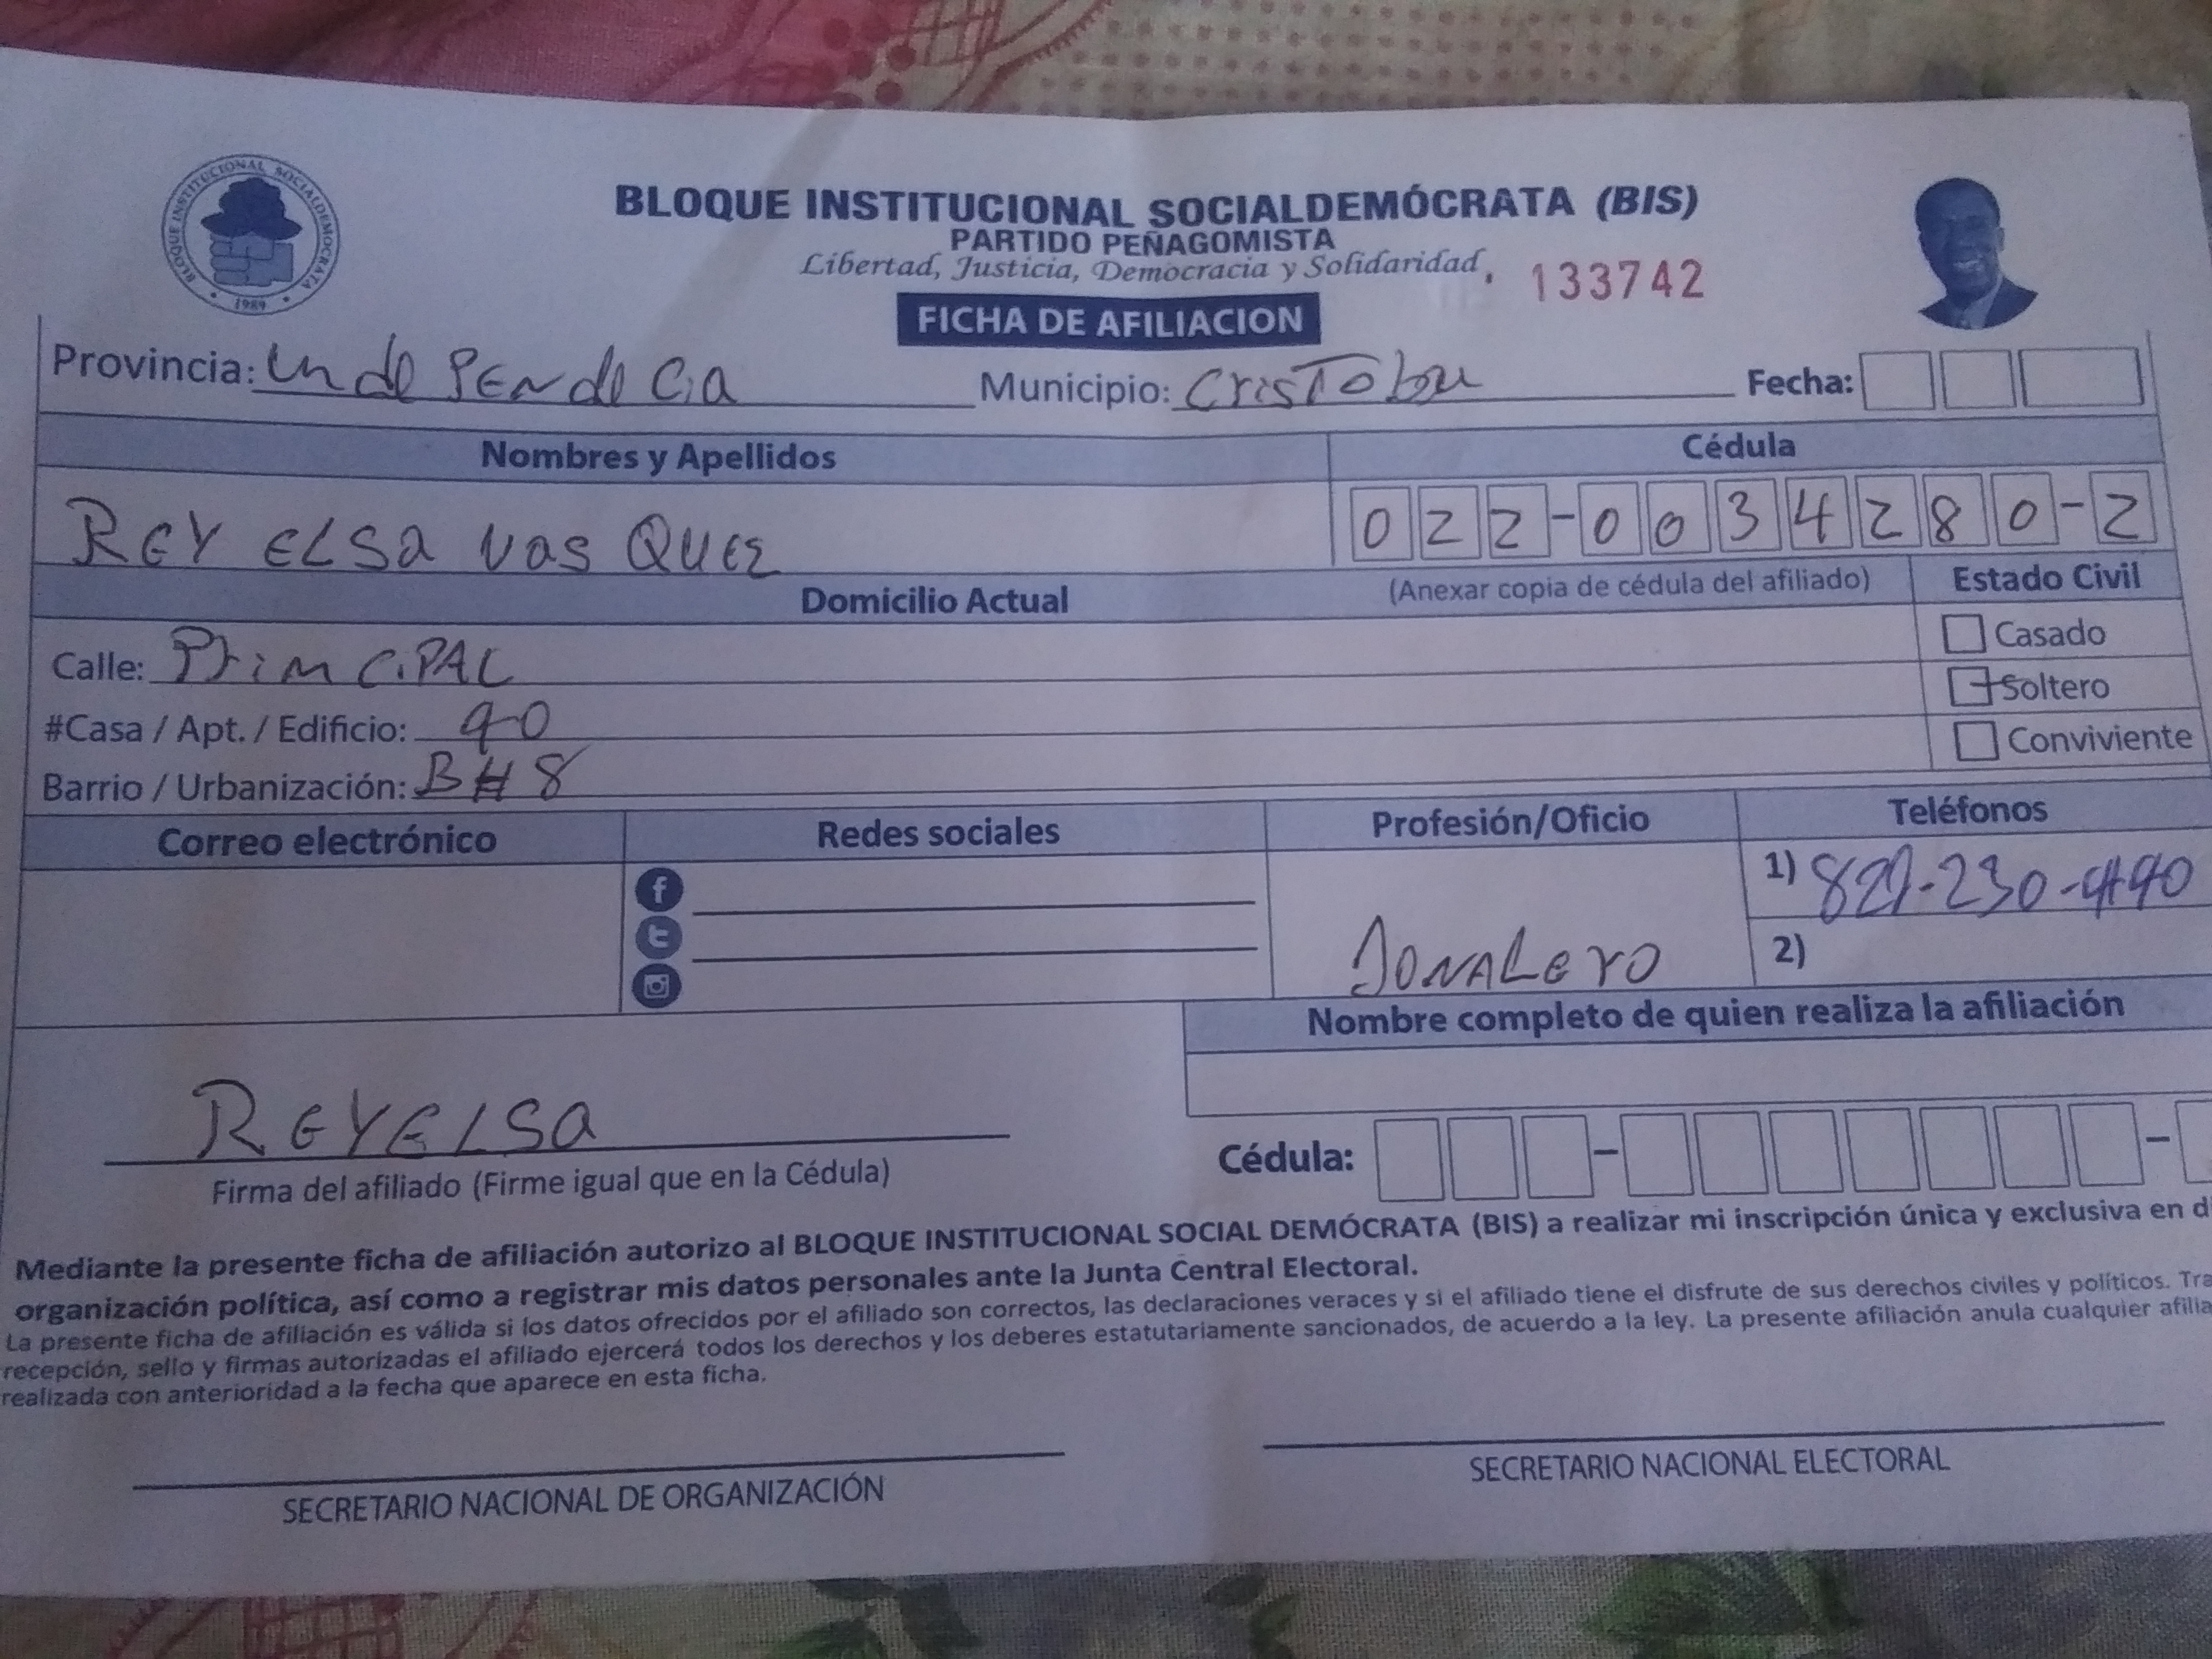 BLOQUE INSTITUCIONAL SOCIALDEMOCRATA
1989
BLOQUE INSTITUCIONAL SOCIALDEMÓCRATA (BIS)
PARTIDO PEÑAGOMISTA
Libertad, Justicia, Democracia y Solidaridad
133742
FICHA DE AFILIACION
Provincia: undePENdeCia Municipio: Fecha:
Nombres y Apellidos Cédula
REY ELSA VasQUEz 022-0034280-2
Domicilio Actual (Anexar copia de cédula del afiliado) Estado Civil
Calle: PrimCiPAL Casado
#Casa / Apt. / Edificio: 90 Soltero
Barrio / Urbanización: B#8 Conviviente
Correo electrónico Redes sociales Profesión/Oficio Teléfonos
1)
JONALero 2)
Nombre completo de quien realiza la afiliación
REYELSa
Cédula:
Firma del afiliado (Firme igual que en la Cédula)
Mediante la presente ficha de afiliación autorizo al BLOQUE INSTITUCIONAL SOCIAL DEMÓCRATA (BIS) a realizar mi inscripción única y exclusiva en
organización política, así como a registrar mis datos personales ante la Junta Central Electoral.
La presente ficha de afiliación es válida si los datos ofrecidos por el afiliado son correctos, las declaraciones veraces y si el afiliado tiene el disfrute de sus derechos civiles y políticos.
recepción, sello y firmas autorizadas el afiliado ejercerá todos los derechos y los deberes estatutariamente sancionados, de acuerdo a la ley. La presente afiliación anula cualquier
realizada con anterioridad a la fecha que aparece en esta ficha.
SECRETARIO NACIONAL DE ORGANIZACIÓN SECRETARIO NACIONAL ELECTORAL